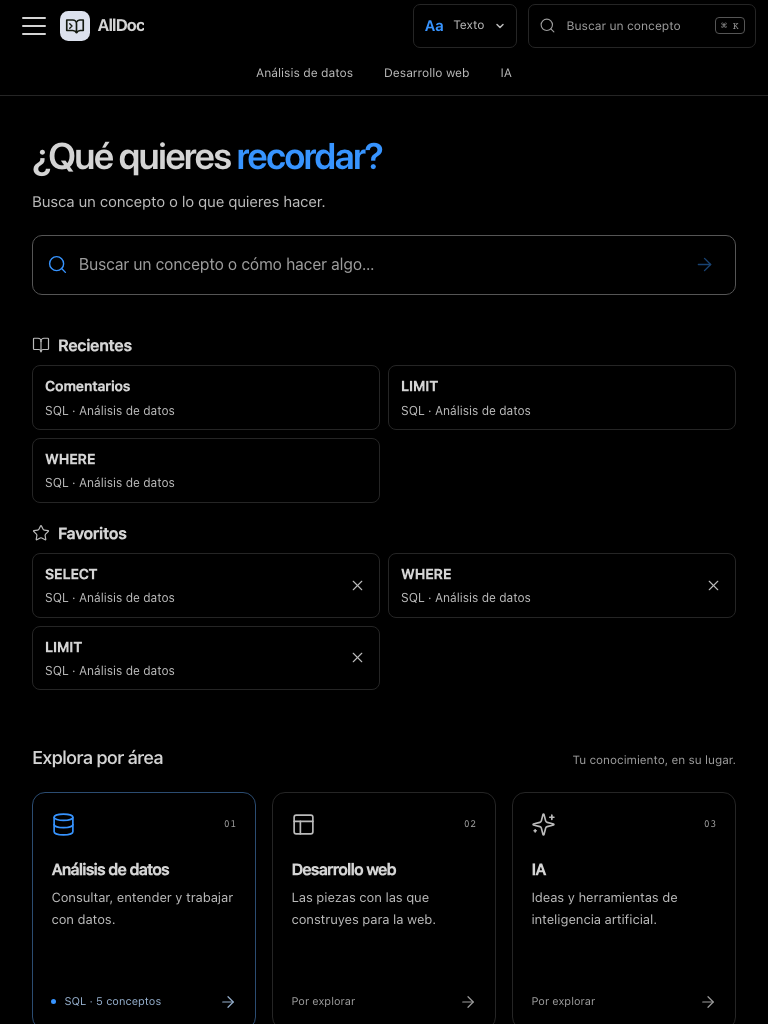 AllDoc
Aa Texto
Buscar un concepto
⌘ K
Análisis de datos
Desarrollo web
IA
¿Qué quieres recordar?
Busca un concepto o lo que quieres hacer.
Buscar un concepto o cómo hacer algo...
Recientes
Comentarios
SQL · Análisis de datos
LIMIT
SQL · Análisis de datos
WHERE
SQL · Análisis de datos
Favoritos
SELECT
SQL · Análisis de datos
WHERE
SQL · Análisis de datos
LIMIT
SQL · Análisis de datos
Explora por área
Tu conocimiento, en su lugar.
01
Análisis de datos
Consultar, entender y trabajar
con datos.
SQL · 5 conceptos
02
Desarrollo web
Las piezas con las que
construyes para la web.
Por explorar
03
IA
Ideas y herramientas de
inteligencia artificial.
Por explorar